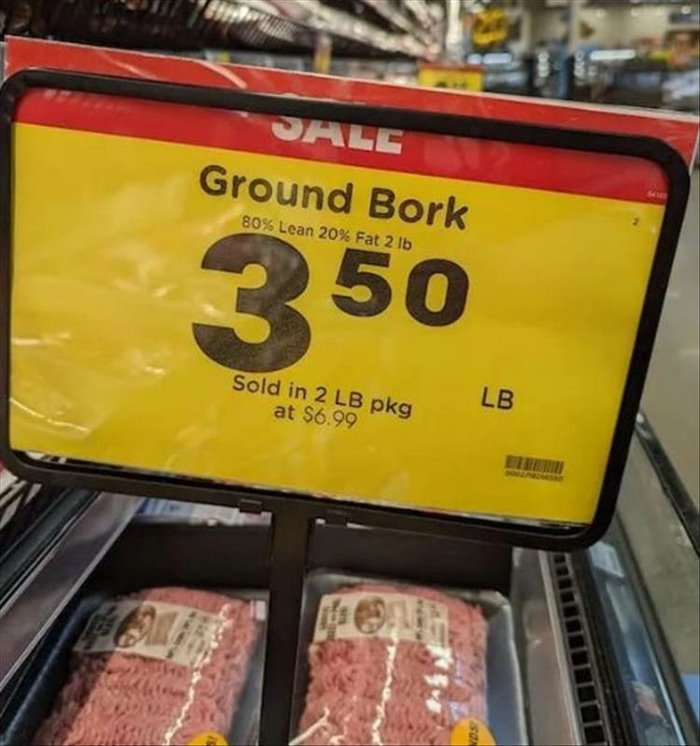 SALE
Ground Bork
80% Lean 20% Fat 2 lb
3 50
Sold in 2 LB pkg
at $6.99
LB
2